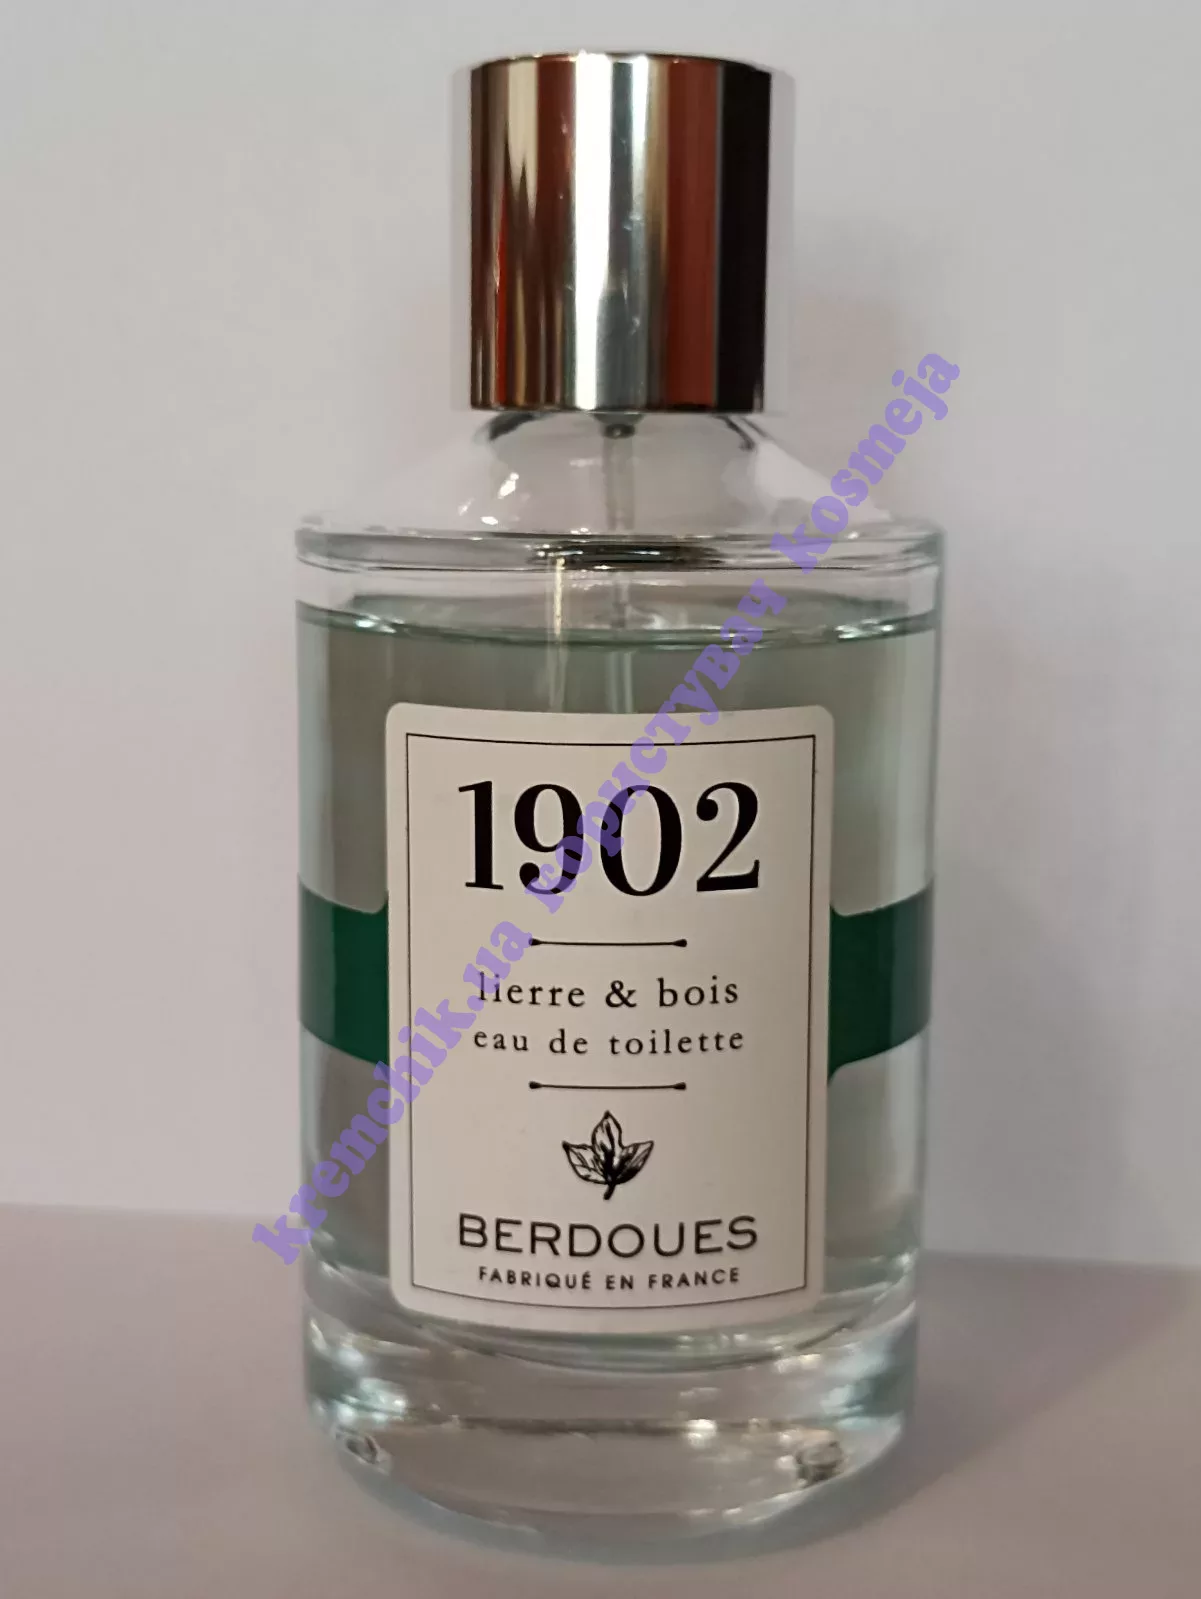 1902
lierre & bois
eau de toilette
BERDOUES
FABRIQUÉ EN FRANCE
kremchik.ua користувач kosmeja